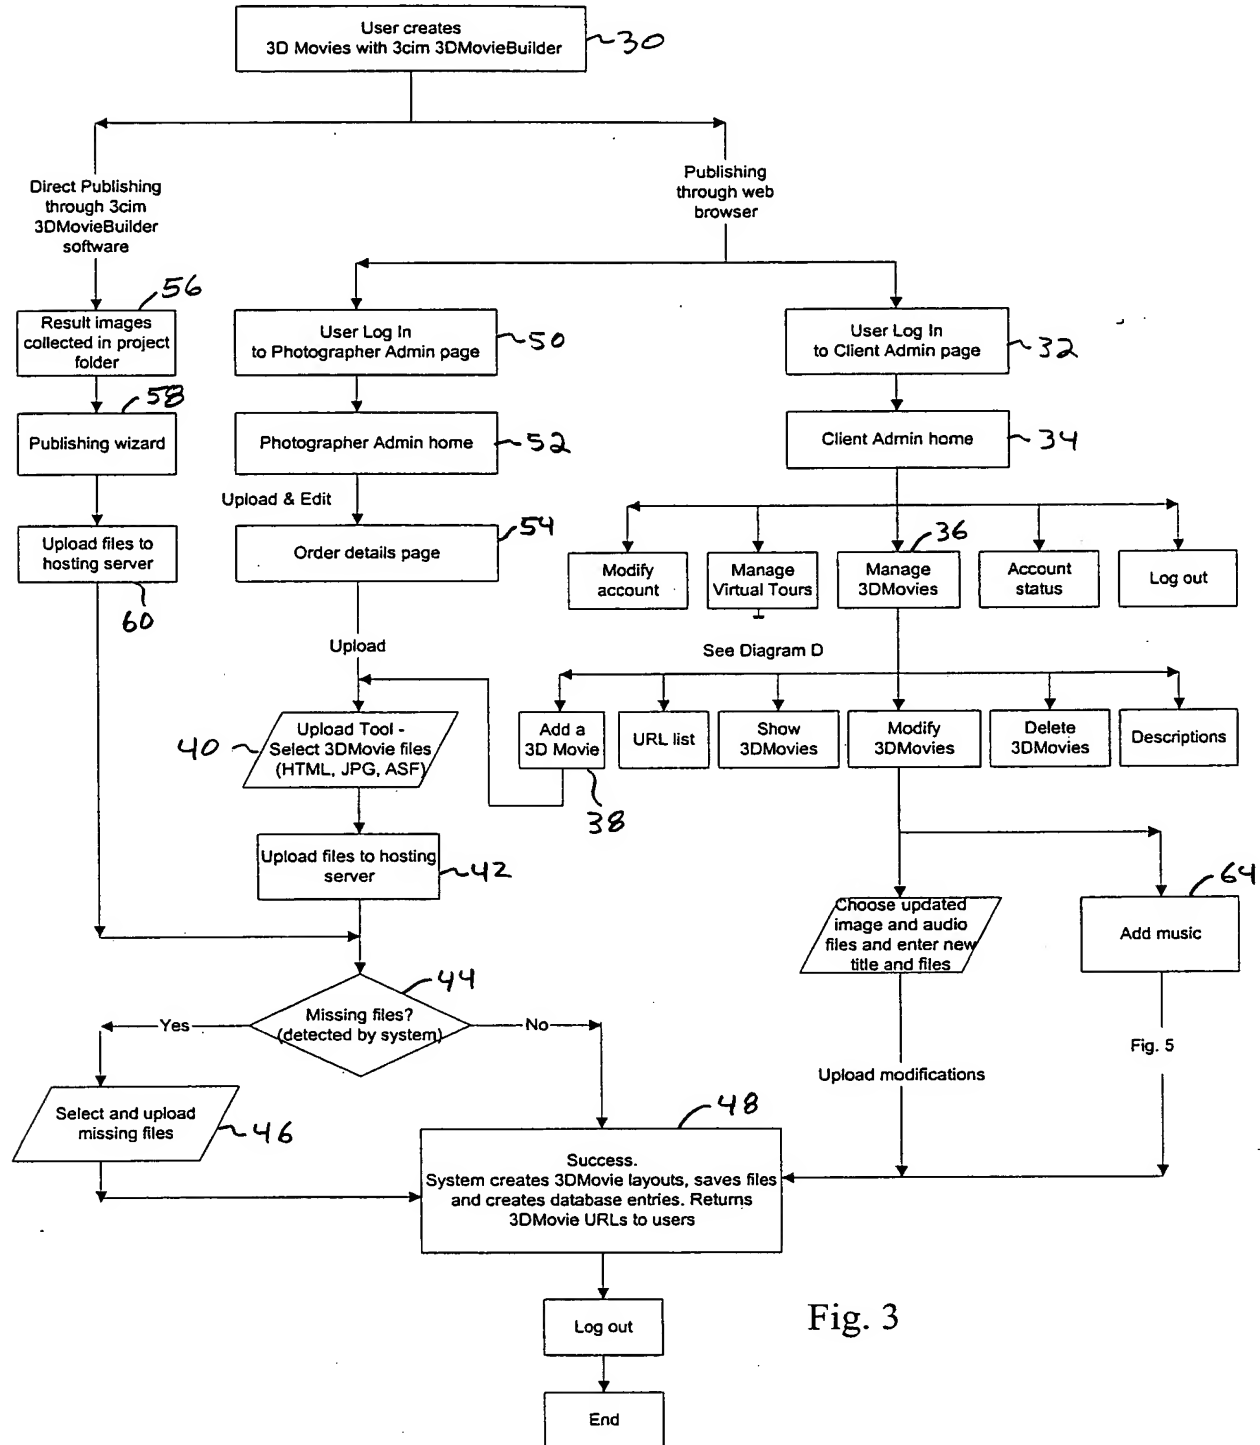 User creates
3D Movies with 3cim 3DMovieBuilder
30
Direct Publishing
through 3cim
3DMovieBuilder
software
Publishing
through web
browser
56
Result images
collected in project
folder
User Log In
to Photographer Admin page
50
User Log In
to Client Admin page
32
58
Publishing wizard
Photographer Admin home
52
Client Admin home
34
Upload & Edit
54
Upload files to
hosting server
60
Order details page
36
Modify
account
Manage
Virtual Tours
Manage
3DMovies
Account
status
Log out
Upload
See Diagram D
40
Upload Tool -
Select 3DMovie files
(HTML, JPG, ASF)
Add a
3D Movie
38
URL list
Show
3DMovies
Modify
3DMovies
Delete
3DMovies
Descriptions
Upload files to hosting
server
42
64
Choose updated
image and audio
files and enter new
title and files
Add music
44
Missing files?
(detected by system)
Yes
No
Fig. 5
Upload modifications
Select and upload
missing files
46
48
Success.
System creates 3DMovie layouts, saves files
and creates database entries. Returns
3DMovie URLs to users
Log out
Fig. 3
End